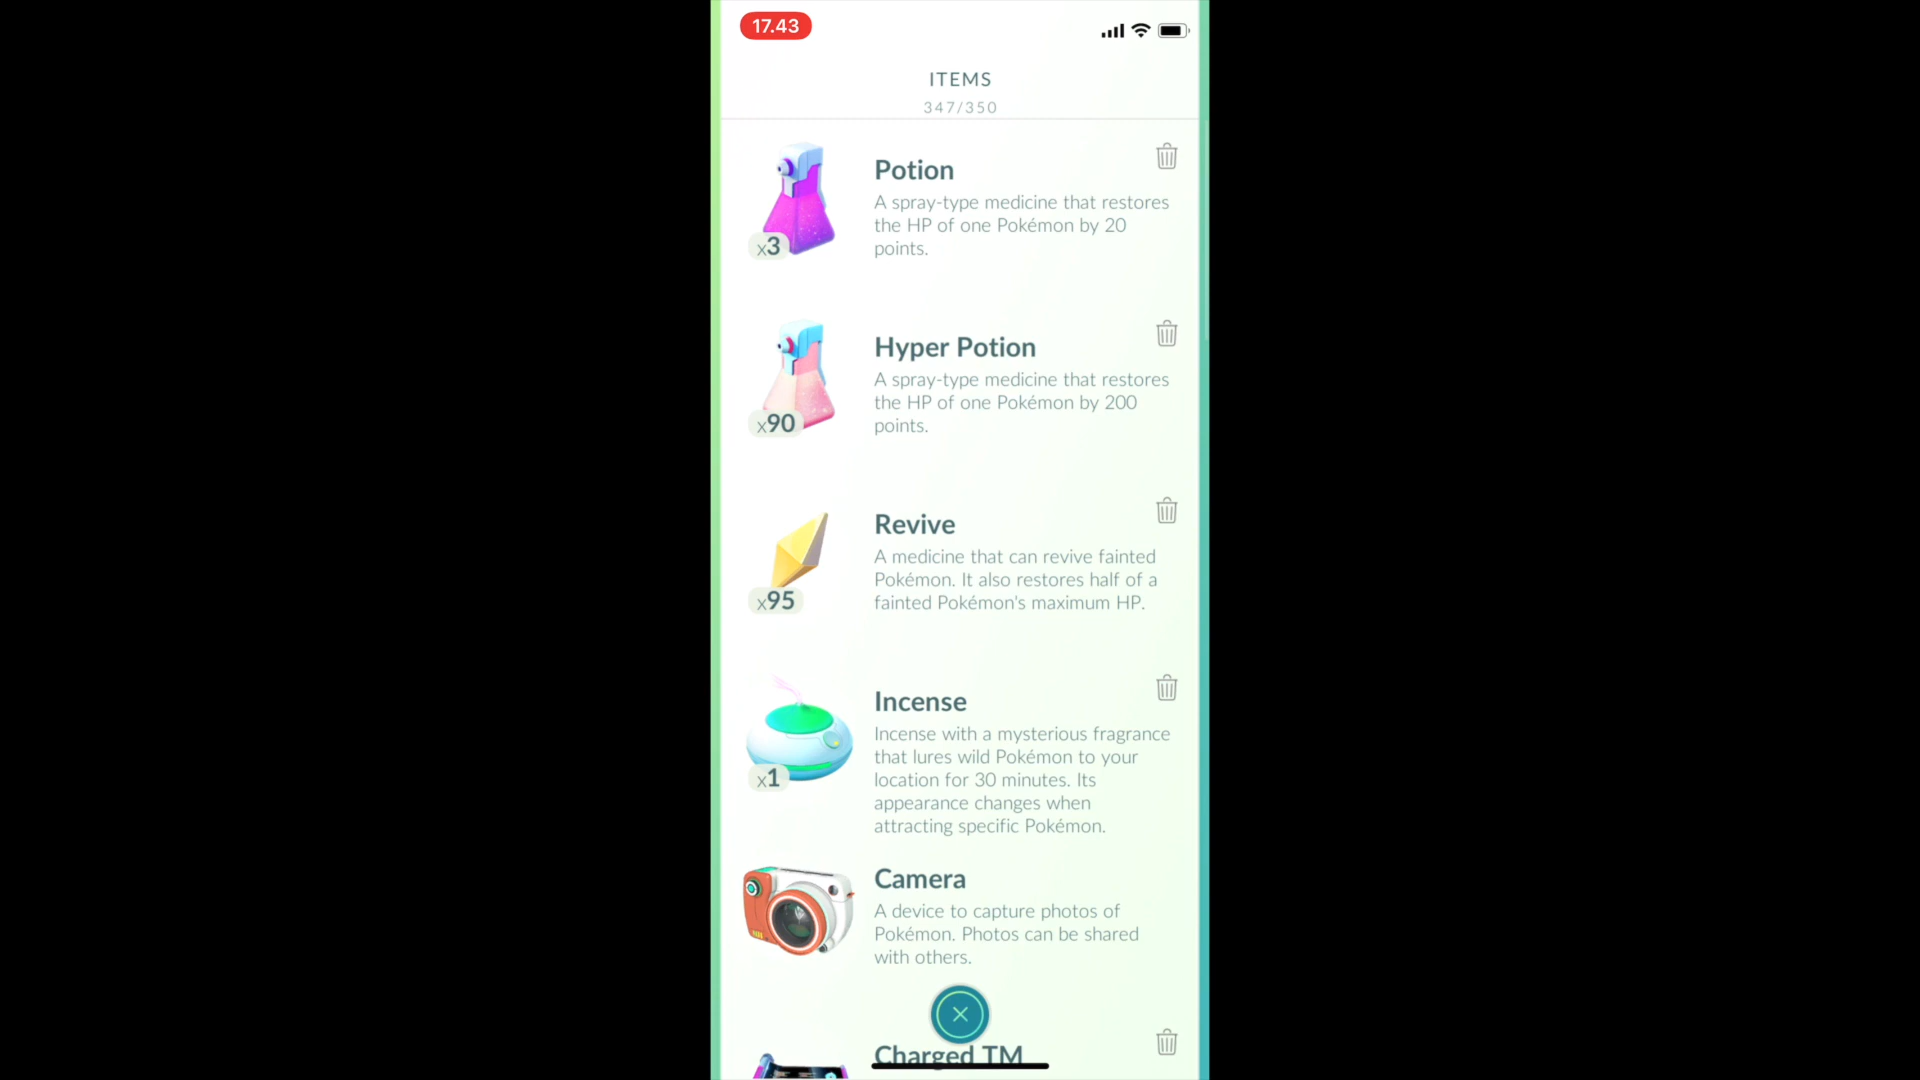 17.43
ITEMS
347/350
Potion
A spray-type medicine that restores
the HP of one Pokémon by 20
points.
x3
Hyper Potion
A spray-type medicine that restores
the HP of one Pokémon by 200
points.
x90
Revive
A medicine that can revive fainted
Pokémon. It also restores half of a
fainted Pokémon's maximum HP.
x95
Incense
Incense with a mysterious fragrance
that lures wild Pokémon to your
location for 30 minutes. Its
appearance changes when
attracting specific Pokémon.
x1
Camera
A device to capture photos of
Pokémon. Photos can be shared
with others.
Charged TM